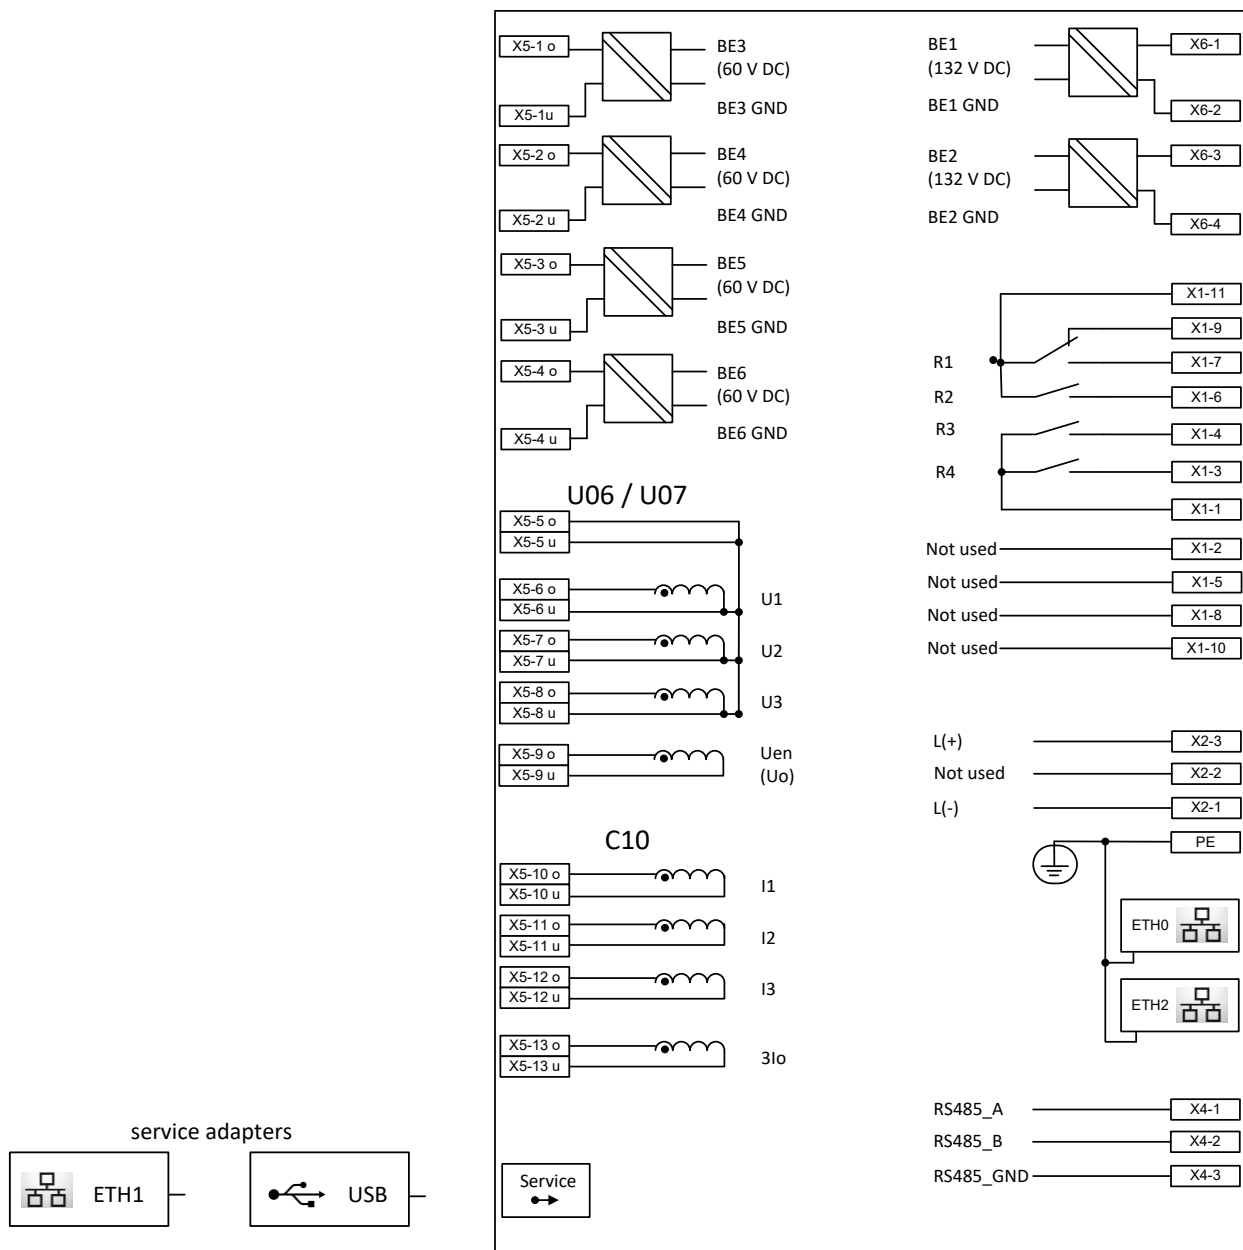 X5-1 o
BE3
(60 V DC)
X5-1u
BE3 GND
X5-2 o
BE4
(60 V DC)
X5-2 u
BE4 GND
X5-3 o
BE5
(60 V DC)
X5-3 u
BE5 GND
X5-4 o
BE6
(60 V DC)
X5-4 u
BE6 GND
U06 / U07
X5-5 o
X5-5 u
X5-6 o
X5-6 u
U1
X5-7 o
X5-7 u
U2
X5-8 o
X5-8 u
U3
X5-9 o
X5-9 u
Uen
(Uo)
C10
X5-10 o
X5-10 u
I1
X5-11 o
X5-11 u
I2
X5-12 o
X5-12 u
I3
X5-13 o
X5-13 u
3Io
service adapters
ETH1
USB
Service
BE1
(132 V DC)
BE1 GND
X6-1
X6-2
BE2
(132 V DC)
BE2 GND
X6-3
X6-4
X1-11
X1-9
R1
X1-7
R2
X1-6
R3
X1-4
R4
X1-3
X1-1
Not used X1-2
Not used X1-5
Not used X1-8
Not used X1-10
L(+) X2-3
Not used X2-2
L(-) X2-1
PE
ETH0
ETH2
RS485_A X4-1
RS485_B X4-2
RS485_GND X4-3